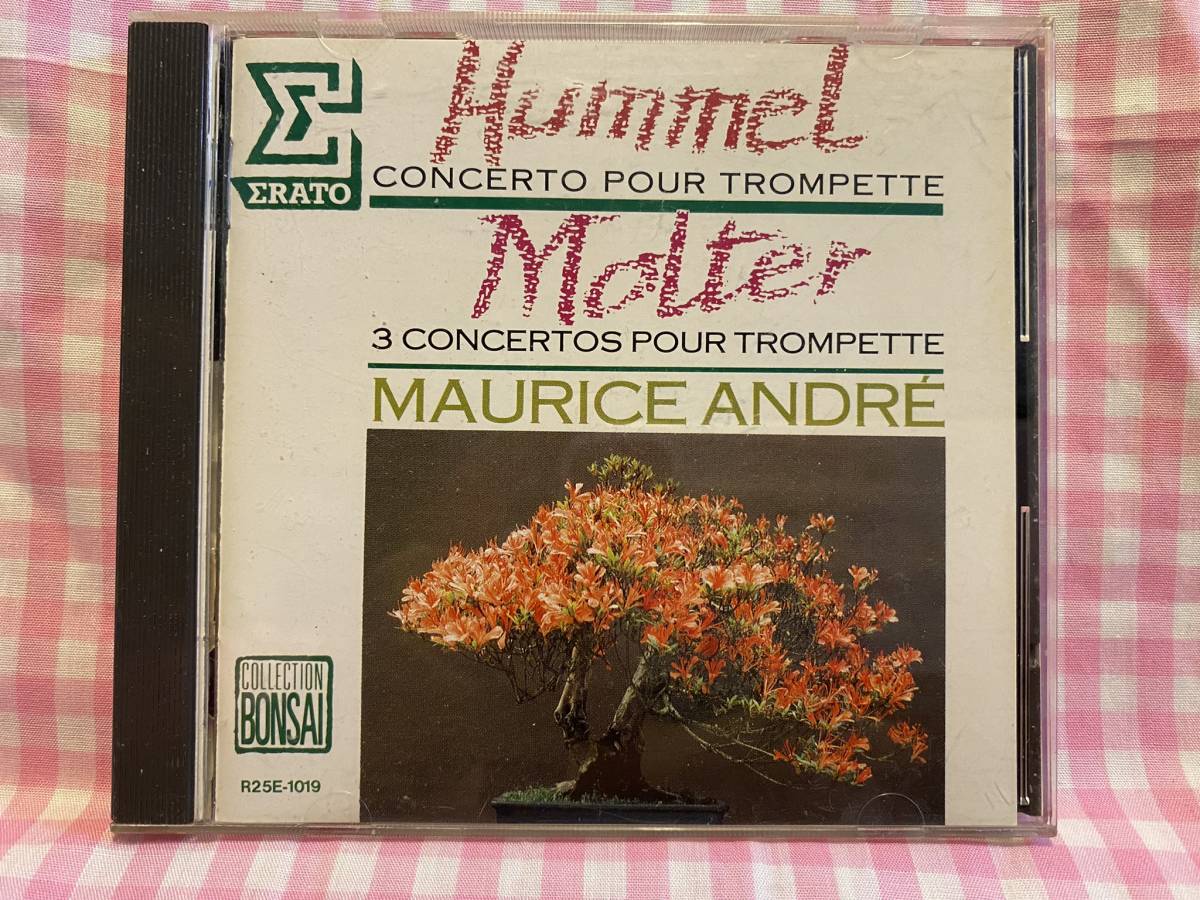 Hummel
CONCERTO POUR TROMPETTE
ΣRATO
Molter
3 CONCERTOS POUR TROMPETTE
MAURICE ANDRÉ
COLLECTION
BONSAI
R25E-1019